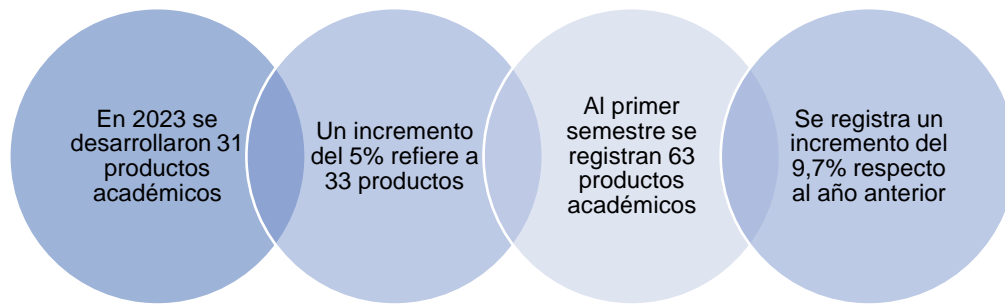 En 2023 se
desarrollaron 31
productos
académicos
Un incremento
del 5% refiere a
33 productos
Al primer
semestre se
registran 63
productos
académicos
Se registra un
incremento del
9,7% respecto
al año anterior